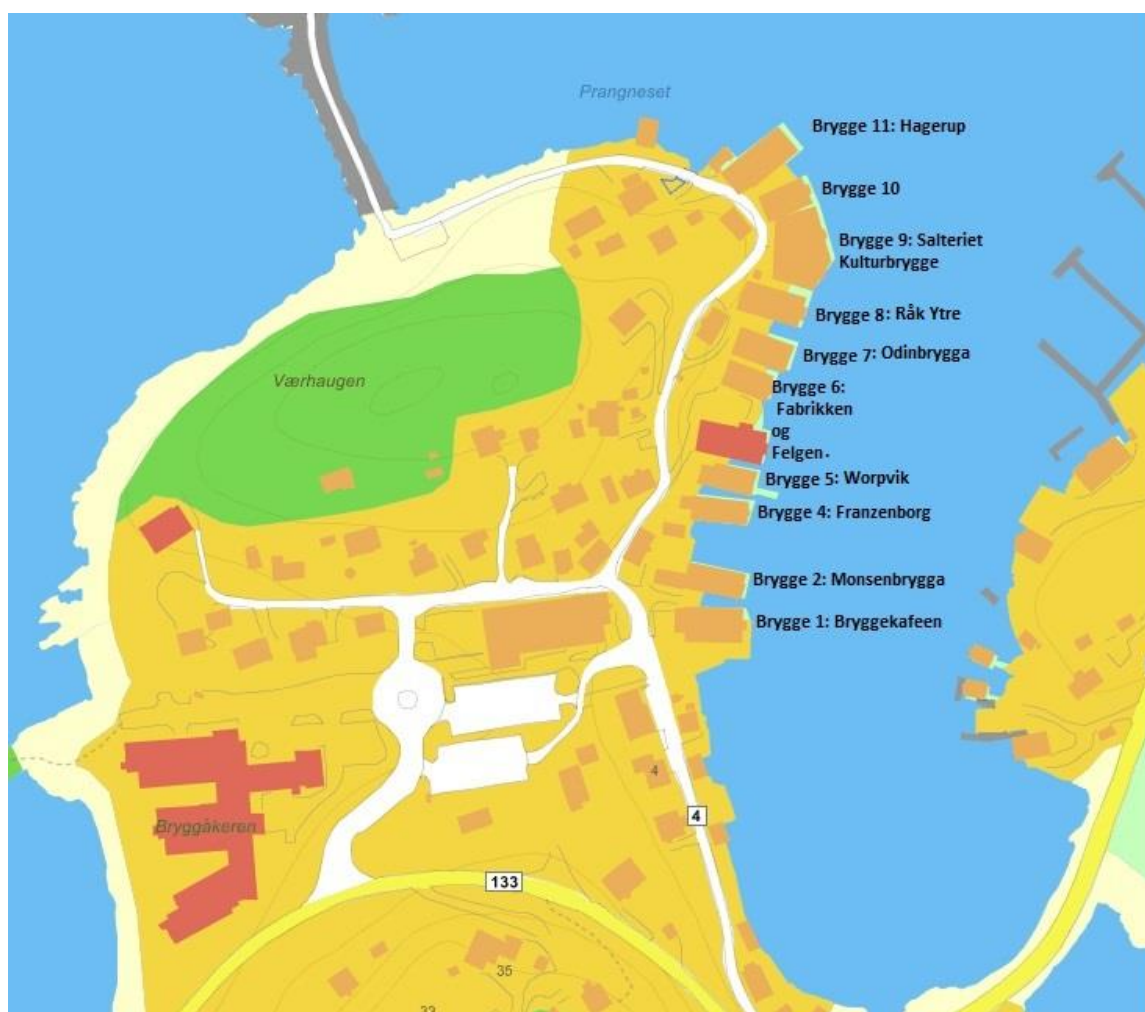 Prangneset
Brygge 11: Hagerup
Brygge 10
Brygge 9: Salteriet
Kulturbrygge
Brygge 8: Råk Ytre
Brygge 7: Odinbrygga
Brygge 6:
Fabrikken
og
Felgen.
Brygge 5: Worpvik
Brygge 4: Franzenborg
Brygge 2: Monsenbrygga
Brygge 1: Bryggekafeen
Værhaugen
Bryggåkeren
4
4
133
35
33